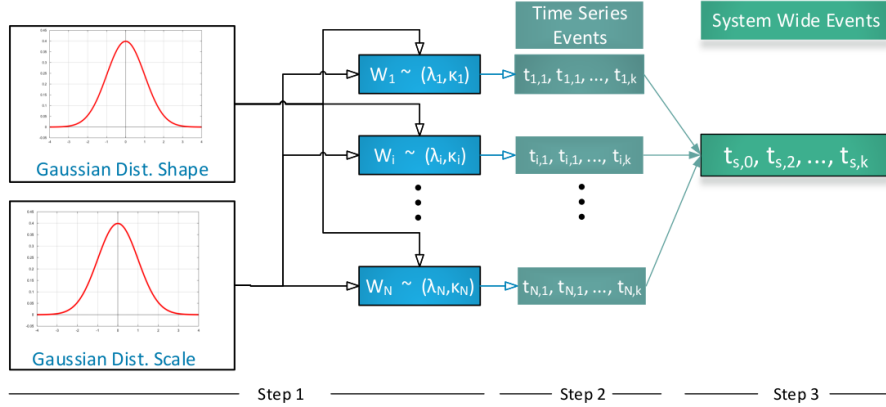 Gaussian Dist. Shape
Gaussian Dist. Scale
W1 ~ (λ1,κ1)
Wi ~ (λi,κi)
WN ~ (λN,κN)
Time Series
Events
t1,1, t1,1, ..., t1,k
ti,1, ti,1, ..., ti,k
tN,1, tN,1, ..., tN,k
System Wide Events
ts,0, ts,2, ..., ts,k
Step 1
Step 2
Step 3